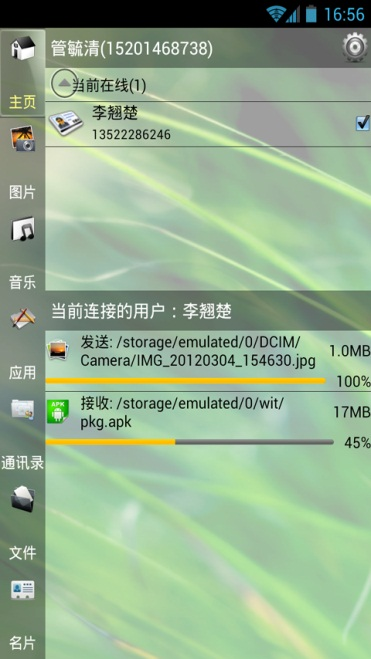 16:56
管毓清(15201468738)
主页
当前在线(1)
李翘楚
13522286246
图片
音乐
应用
通讯录
文件
名片
当前连接的用户：李翘楚
发送: /storage/emulated/0/DCIM/
Camera/IMG_20120304_154630.jpg
1.0MB
100%
接收: /storage/emulated/0/wit/
pkg.apk
17MB
45%
APK